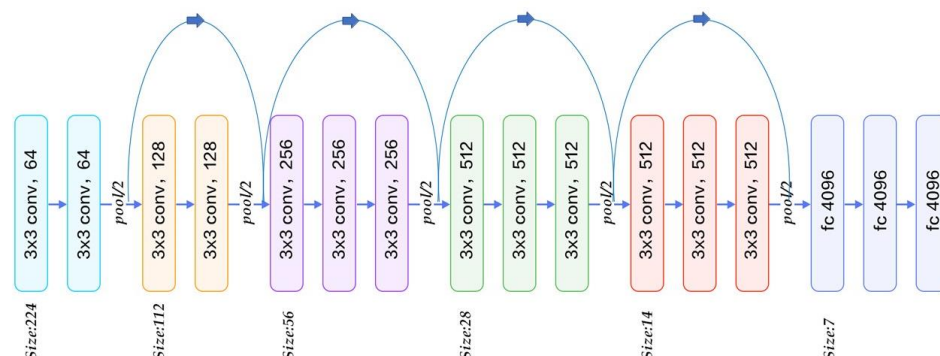 3x3 conv, 64
3x3 conv, 64
pool/2
3x3 conv, 128
3x3 conv, 128
pool/2
3x3 conv, 256
3x3 conv, 256
3x3 conv, 256
pool/2
3x3 conv, 512
3x3 conv, 512
3x3 conv, 512
pool/2
3x3 conv, 512
3x3 conv, 512
3x3 conv, 512
pool/2
fc 4096
fc 4096
fc 4096
Size:224
Size:112
Size:56
Size:28
Size:14
Size:7